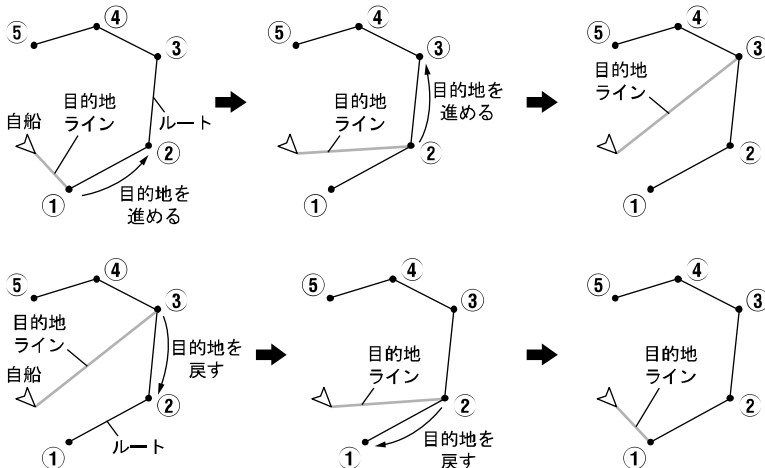 ⑤
④
③
目的地
ライン
自船
ルート
②
①
目的地を
進める
⑤
④
③
目的地
ライン
目的地を
進める
②
①
⑤
④
③
目的地
ライン
②
①
⑤
④
③
目的地
ライン
自船
目的地を
戻す
②
①
ルート
⑤
④
③
目的地
ライン
②
①
目的地を
戻す
⑤
④
③
目的地
ライン
②
①